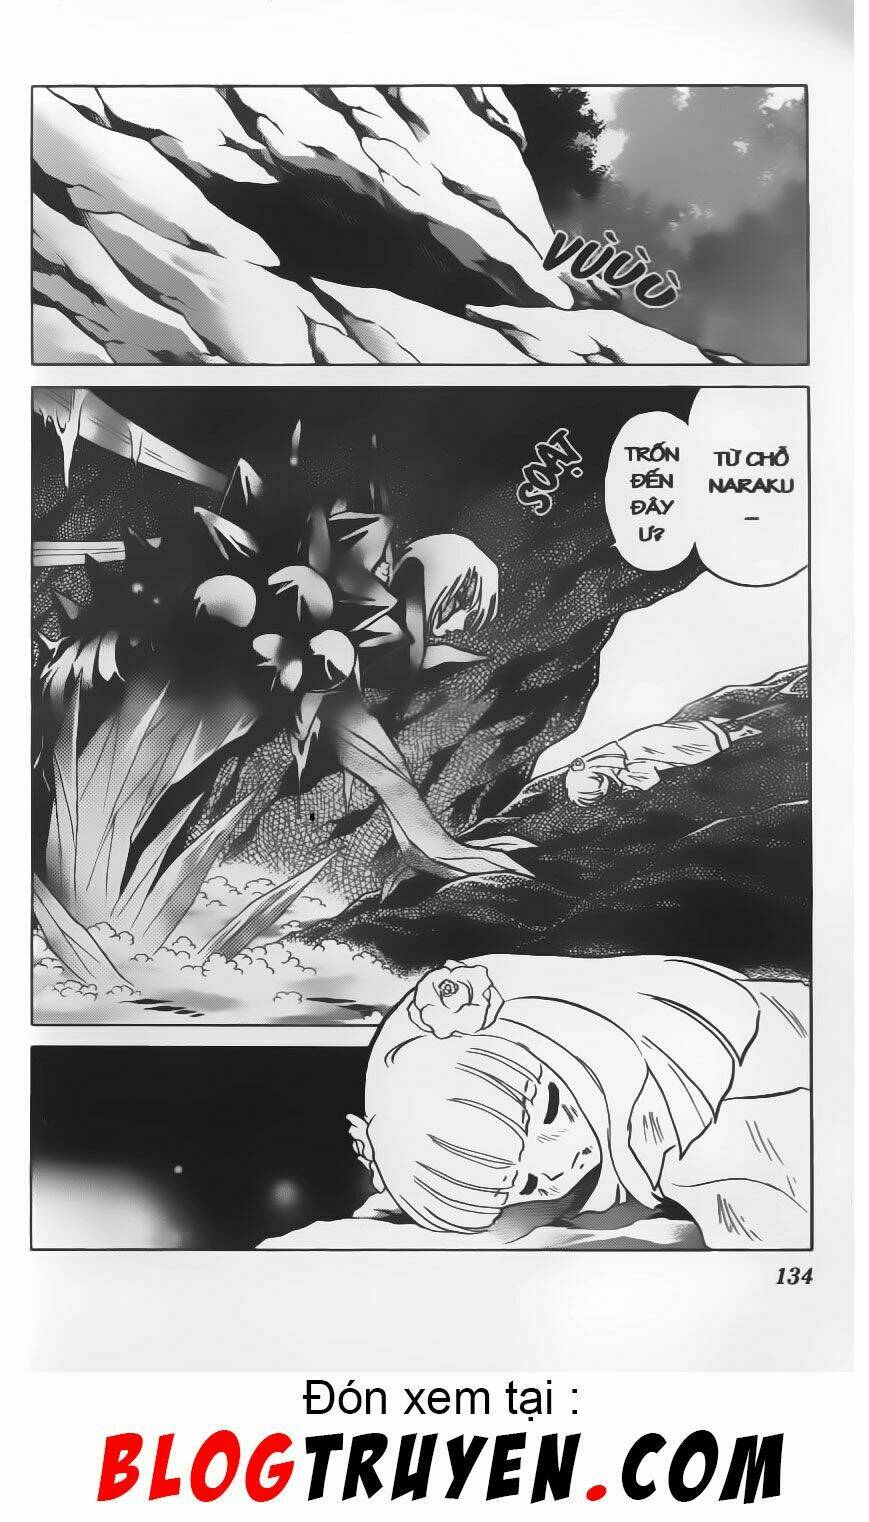 VÙÙÙ
TỪ CHỖ
NARAKU
–
TRỐN
ĐẾN
ĐÂY
Ư?
SOẠT
134
Đón xem tại :
BLOGTRUYEN.COM